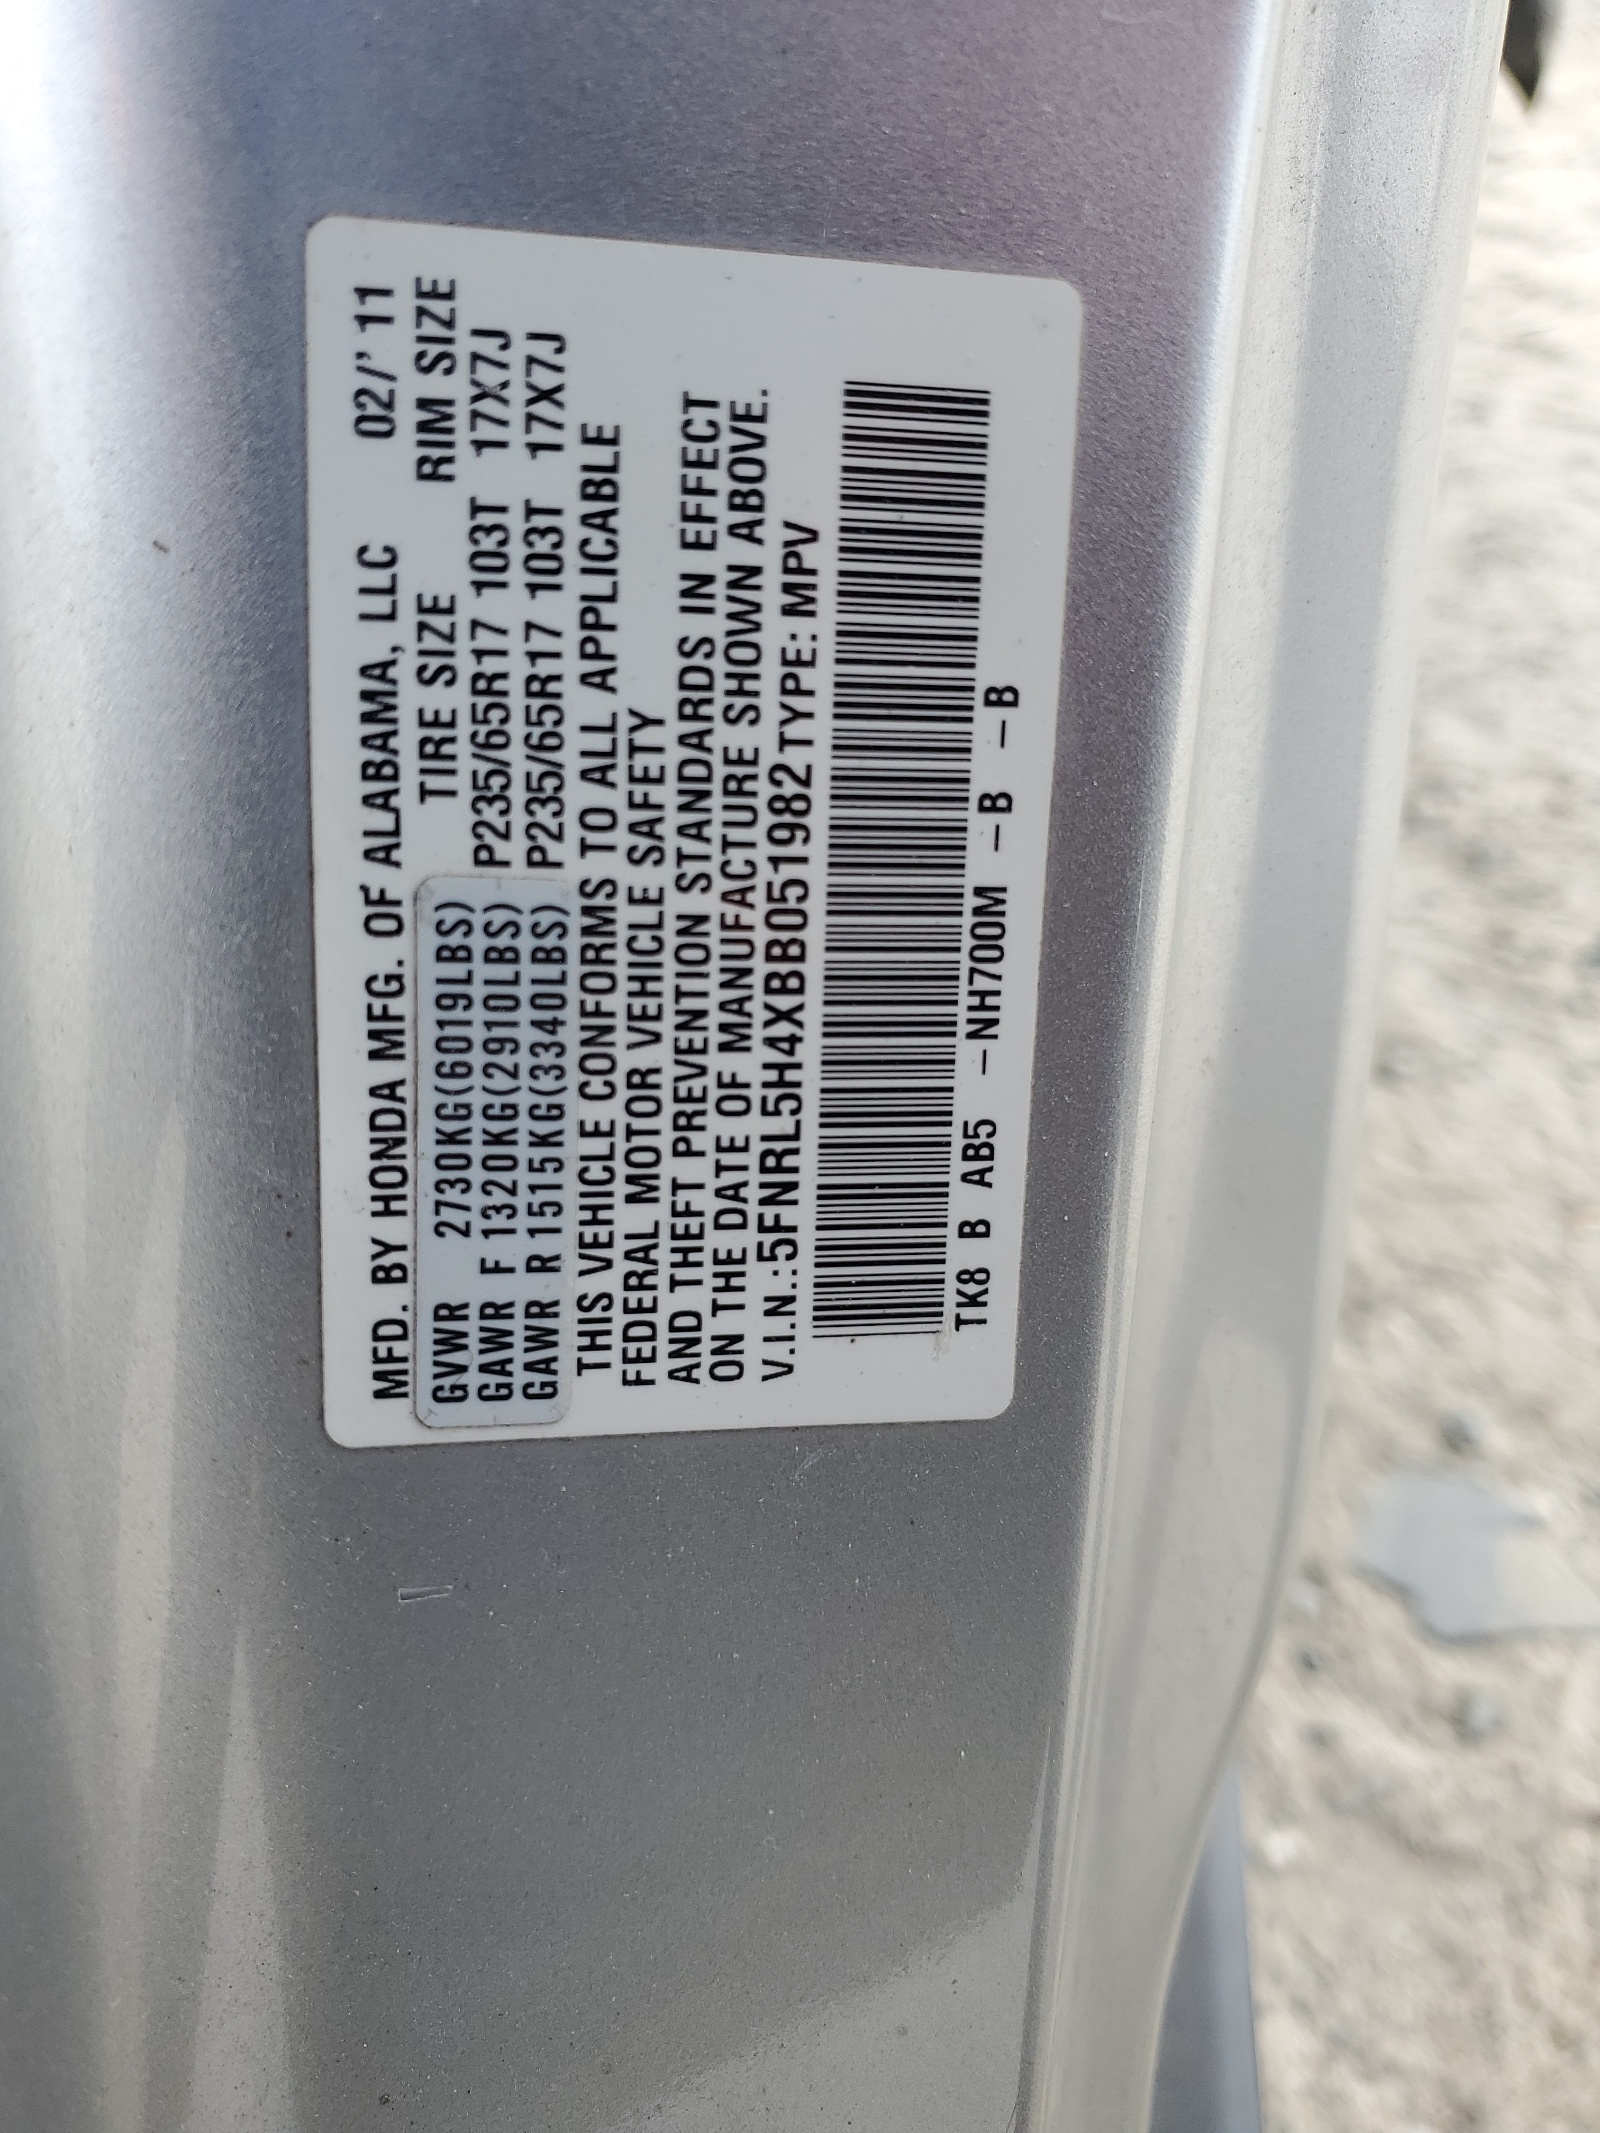 MFD. BY HONDA MFG. OF ALABAMA, LLC 02/' 11
TIRE SIZE RIM SIZE
GVWR 2730KG(6019LBS)
GAWR F 1320KG(2910LBS) P235/65R17 103T 17X7J
GAWR R 1515KG(3340LBS) P235/65R17 103T 17X7J
THIS VEHICLE CONFORMS TO ALL APPLICABLE
FEDERAL MOTOR VEHICLE SAFETY
AND THEFT PREVENTION STANDARDS IN EFFECT
ON THE DATE OF MANUFACTURE SHOWN ABOVE.
V.I.N.:5FNRL5H4XBB051982 TYPE: MPV
TK8 B AB5 -NH700M -B -B